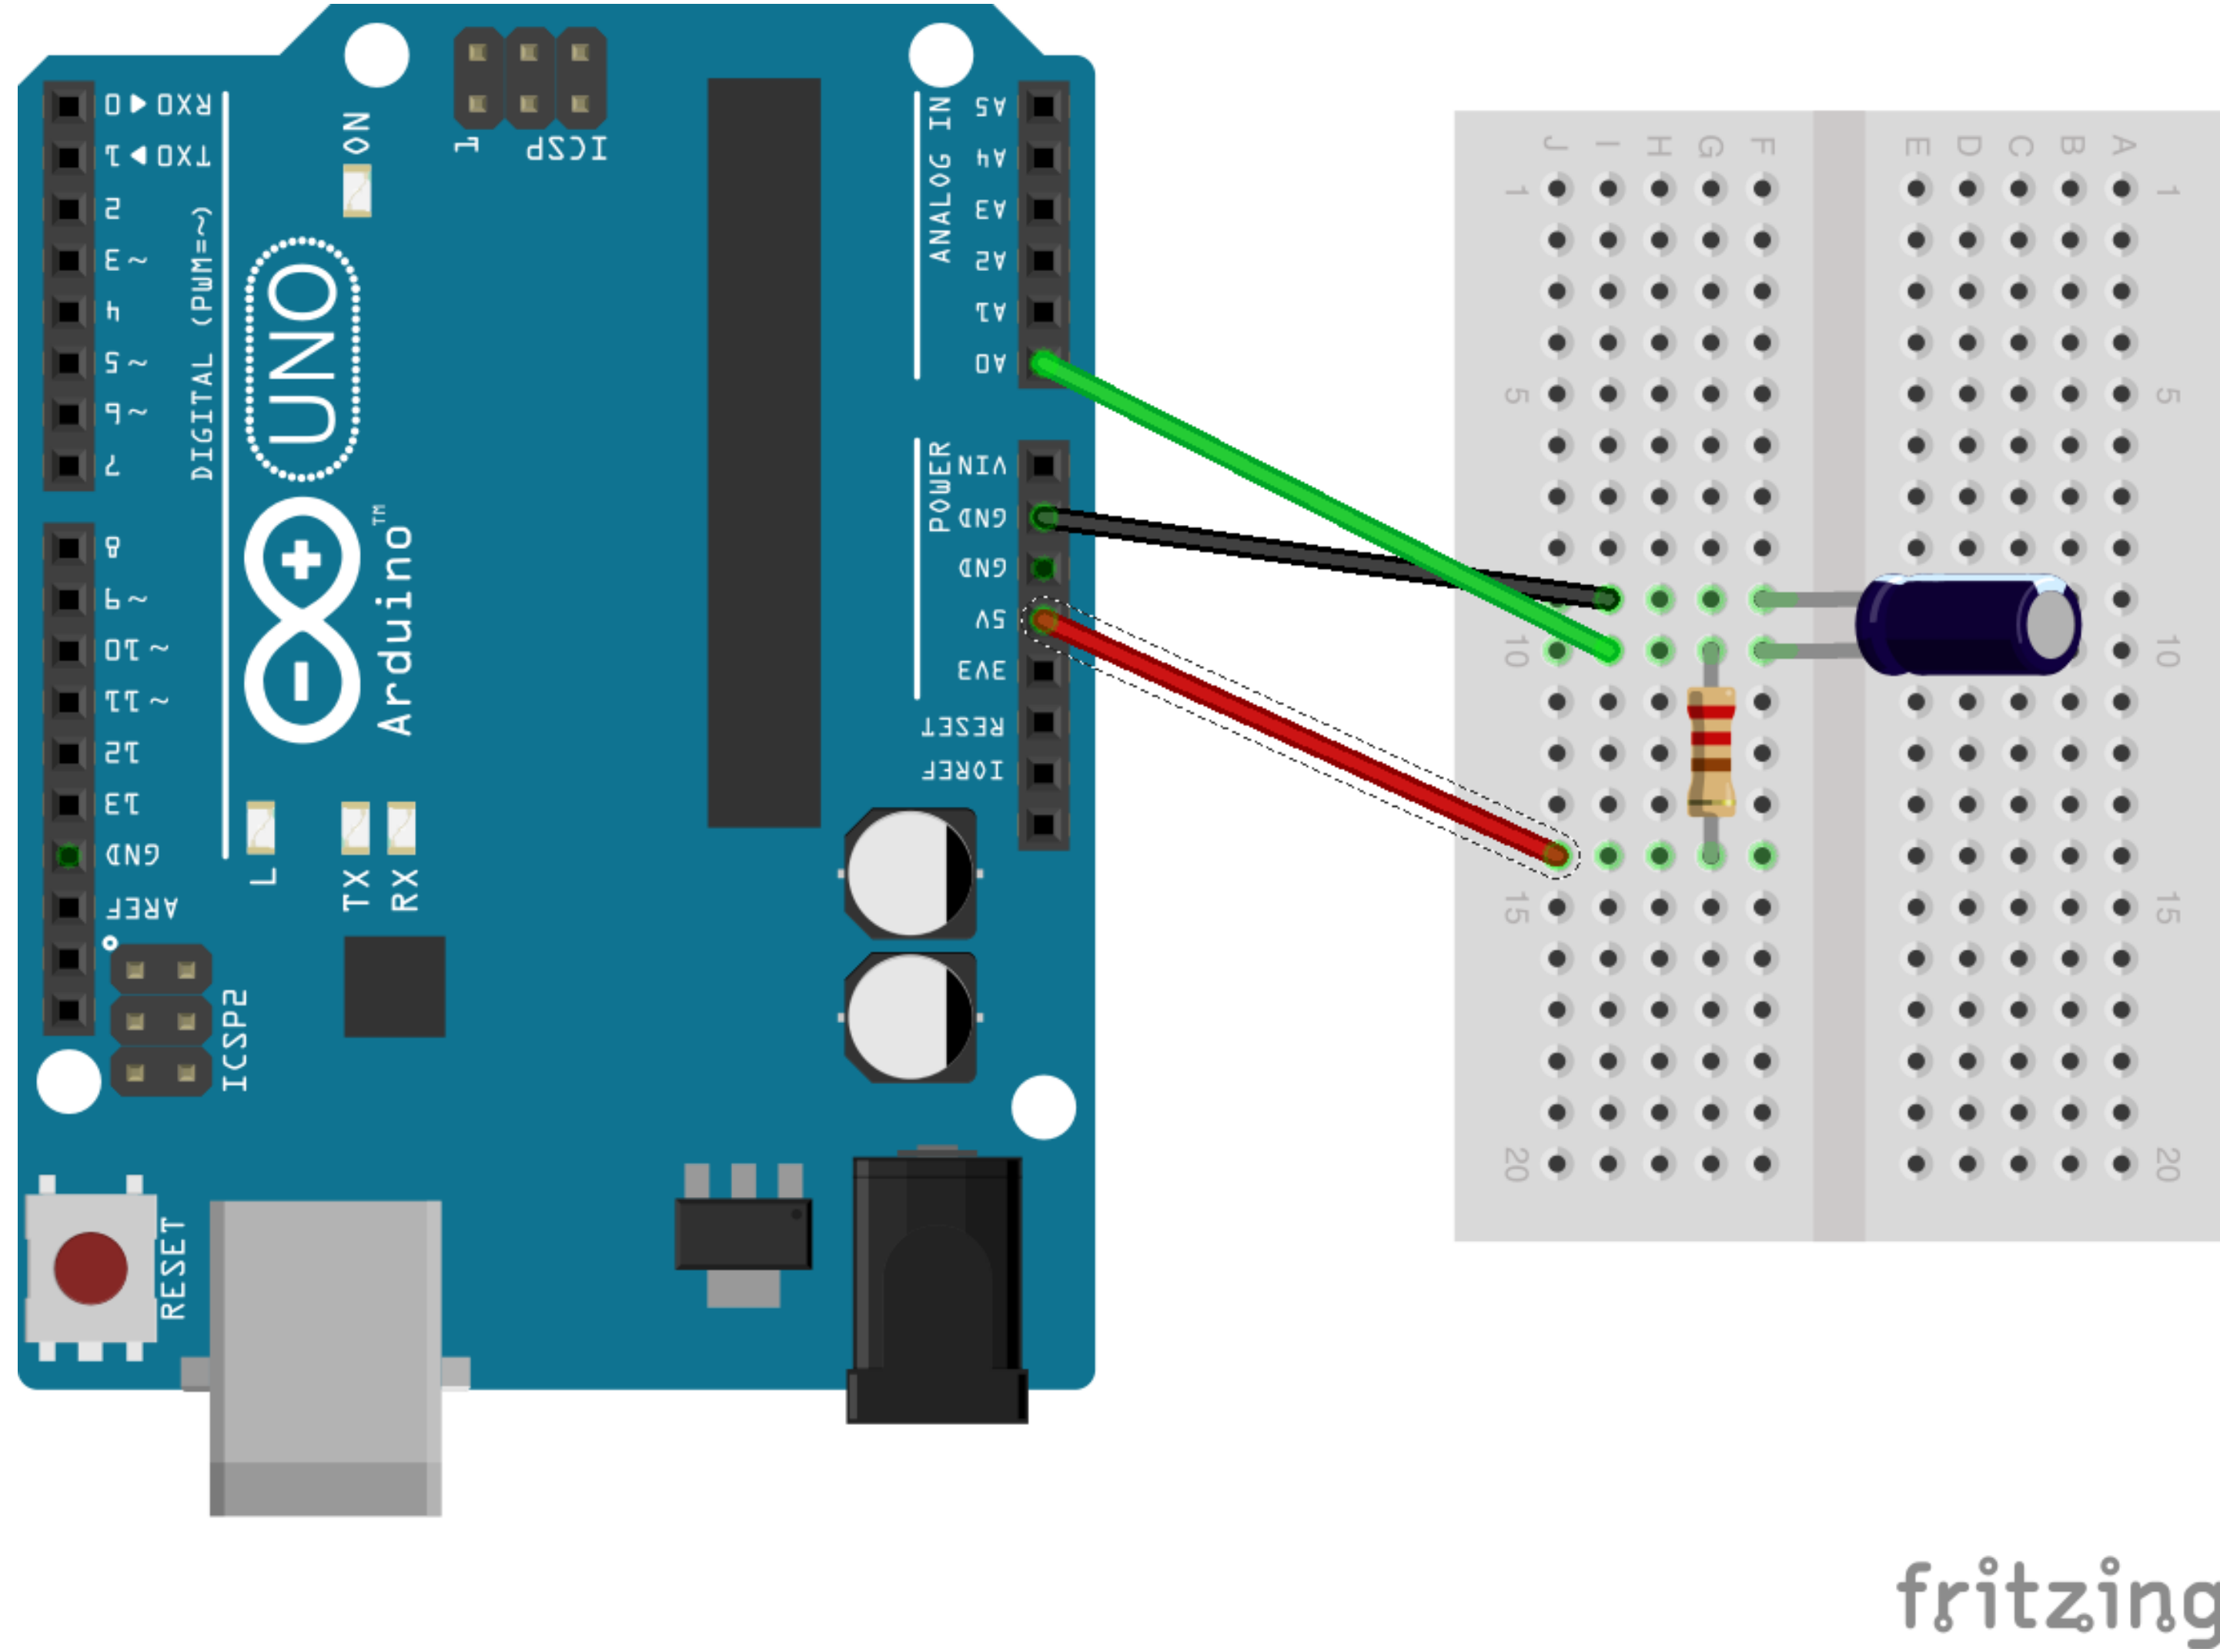 RX0 ◀ 0
TX0 ▶ 1
2
~ 3
4
~ 5
~ 6
7
DIGITAL (PWM=~)
8
~ 9
~ 10
~ 11
12
13
GND
AREF
ON
1
ICSP
UNO
Arduino™
L
TX
RX
ICSP2
RESET
ANALOG IN
A5
A4
A3
A2
A1
A0
POWER
VIN
GND
GND
5V
3V3
RESET
IOREF
J I H G F E D C B A
1 1
5 5
10 10
15 15
20 20
fritzing